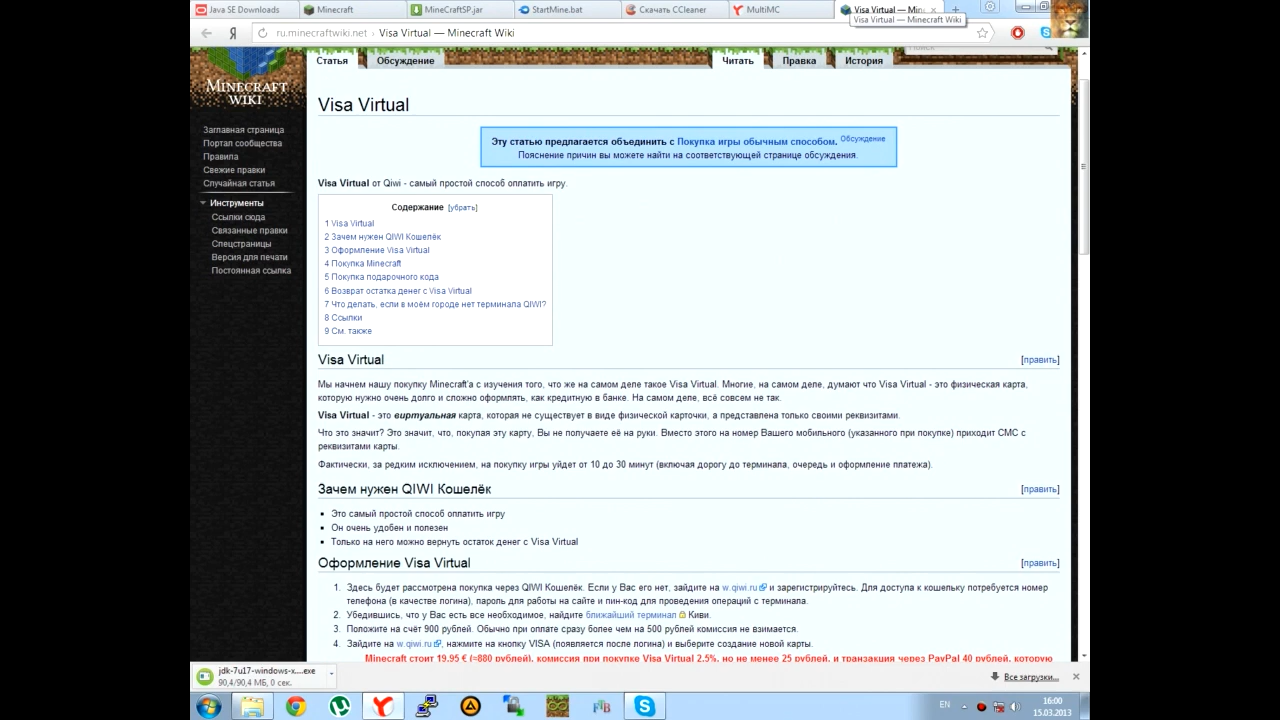 Java SE Downloads
Minecraft
MineCraftSP.jar
StartMine.bat
Скачать CCleaner
MultiMC
Visa Virtual — Min
Visa Virtual — Minecraft Wiki
Я
ru.minecraftwiki.net › Visa Virtual — Minecraft Wiki
Статья
Обсуждение
Читать
Правка
История
MINECRAFT
WIKI
Заглавная страница
Портал сообщества
Правила
Свежие правки
Случайная статья
Инструменты
Ссылки сюда
Связанные правки
Спецстраницы
Версия для печати
Постоянная ссылка
Visa Virtual
Эту статью предлагается объединить с Покупка игры обычным способом. Обсуждение
Пояснение причин вы можете найти на соответствующей странице обсуждения.
Visa Virtual от Qiwi - самый простой способ оплатить игру.
Содержание [убрать]
1 Visa Virtual
2 Зачем нужен QIWI Кошелёк
3 Оформление Visa Virtual
4 Покупка Minecraft
5 Покупка подарочного кода
6 Возврат остатка денег с Visa Virtual
7 Что делать, если в моём городе нет терминала QIWI?
8 Ссылки
9 См. также
Visa Virtual [править]
Мы начнем нашу покупку Minecraft'a с изучения того, что же на самом деле такое Visa Virtual. Многие, на самом деле, думают что Visa Virtual - это физическая карта,
которую нужно очень долго и сложно оформлять, как кредитную в банке. На самом деле, всё совсем не так.
Visa Virtual - это виртуальная карта, которая не существует в виде физической карточки, а представлена только своими реквизитами.
Что это значит? Это значит, что, покупая эту карту, Вы не получаете её на руки. Вместо этого на номер Вашего мобильного (указанного при покупке) приходит СМС с
реквизитами карты.
Фактически, за редким исключением, на покупку игры уйдет от 10 до 30 минут (включая дорогу до терминала, очередь и оформление платежа).
Зачем нужен QIWI Кошелёк [править]
Это самый простой способ оплатить игру
Он очень удобен и полезен
Только на него можно вернуть остаток денег с Visa Virtual
Оформление Visa Virtual [править]
1. Здесь будет рассмотрена покупка через QIWI Кошелёк. Если у Вас его нет, зайдите на w.qiwi.ru и зарегистрируйтесь. Для доступа к кошельку потребуется номер
телефона (в качестве логина), пароль для работы на сайте и пин-код для проведения операций с терминала.
2. Убедившись, что у Вас есть все необходимое, найдите ближайший терминал Киви.
3. Положите на счёт 900 рублей. Обычно при оплате сразу более чем на 500 рублей комиссия не взимается.
4. Зайдите на w.qiwi.ru, нажмите на кнопку VISA (появляется после логина) и выберите создание новой карты.
Minecraft стоит 19,95 € (≈880 рублей), комиссия при покупке Visa Virtual 2.5%, но не менее 25 рублей, и транзакция через PayPal 40 рублей, которую
jdk-7u17-windows-x....exe
90,4/90,4 МБ, 0 сек.
Все загрузки...
EN
16:00
15.03.2013